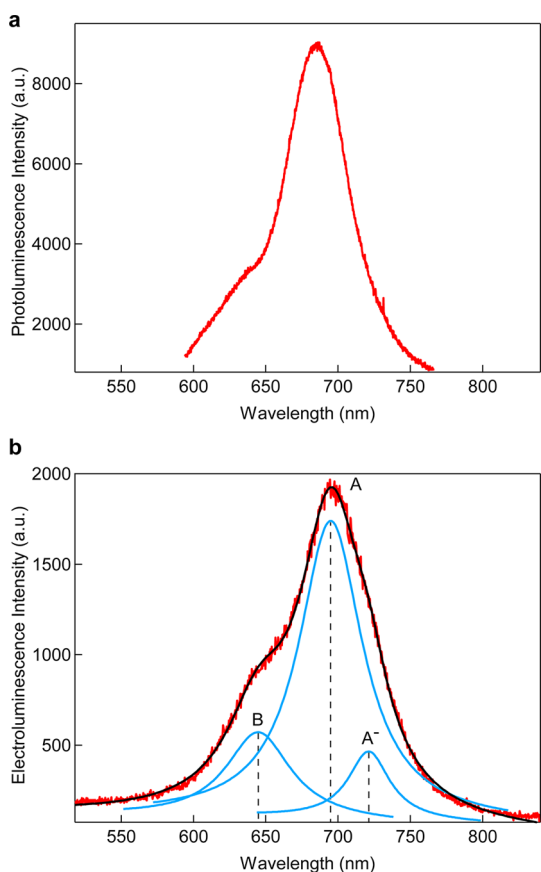 a
Photoluminescence Intensity (a.u.)
8000
6000
4000
2000
550 600 650 700 750 800
Wavelength (nm)
b
Electroluminescence Intensity (a.u.)
2000
1500
1000
500
A
B
A⁻
550 600 650 700 750 800
Wavelength (nm)